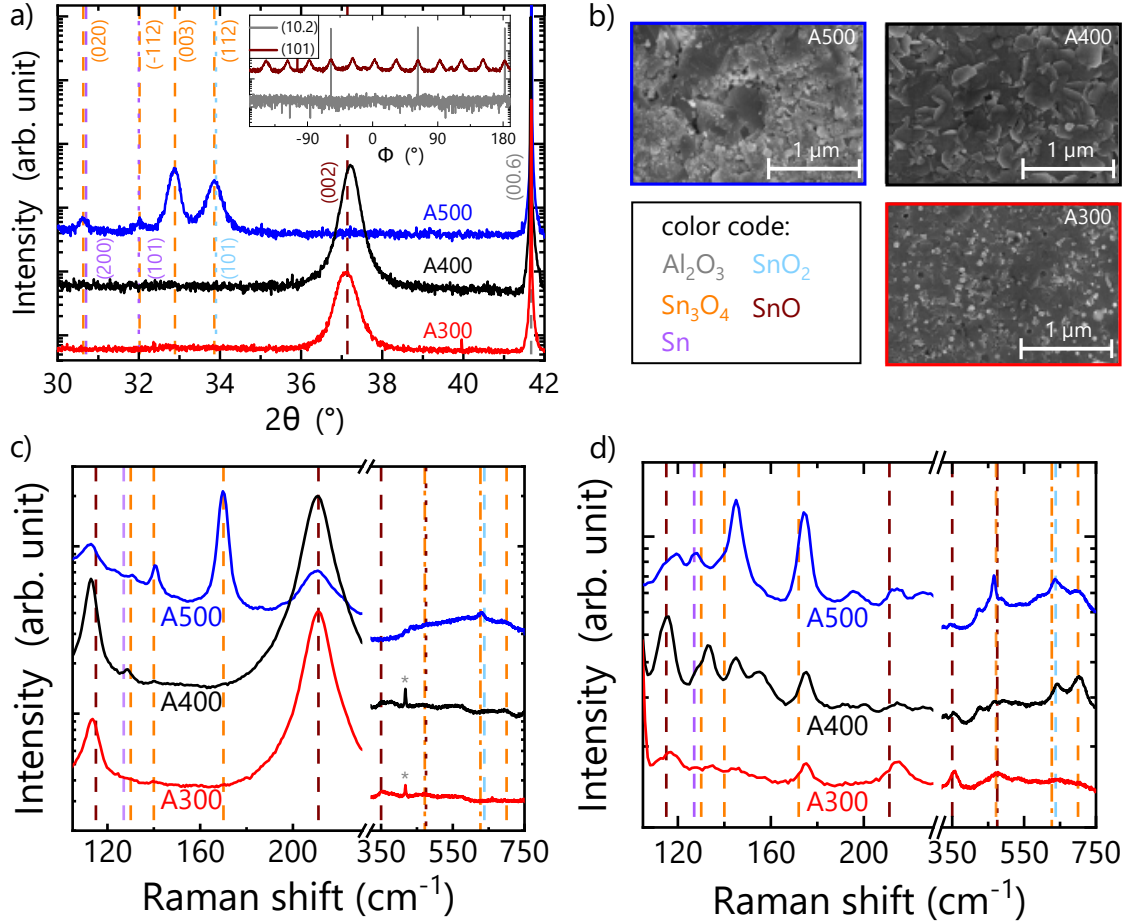 a)
Intensity (arb. unit)
(020)
(-112)
(003)
(112)
(10.2)
(101)
-90
0
90
180
Φ (°)
(002)
(00.6)
A500
(200)
(101)
(101)
A400
A300
30
32
34
36
38
40
42
2θ (°)
b)
A500
1 µm
A400
1 µm
color code:
Al₂O₃
SnO₂
Sn₃O₄
SnO
Sn
A300
1 µm
c)
Intensity (arb. unit)
A500
A400
A300
*
*
120
160
200
350
550
750
Raman shift (cm⁻¹)
d)
Intensity (arb. unit)
A500
A400
A300
120
160
200
350
550
750
Raman shift (cm⁻¹)